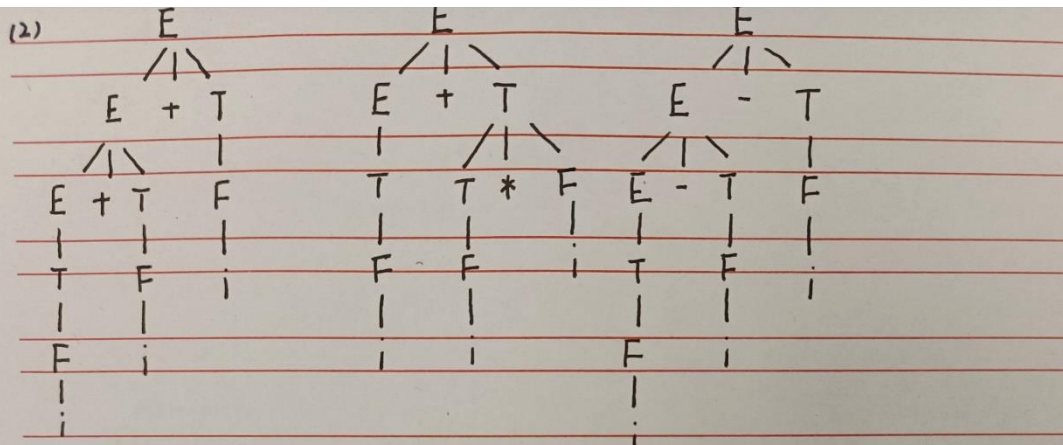 (2) E E E
E + T E + T E - T
E + T F T T * F E - T F
T F i F F i T F i
F i i i F i
i i